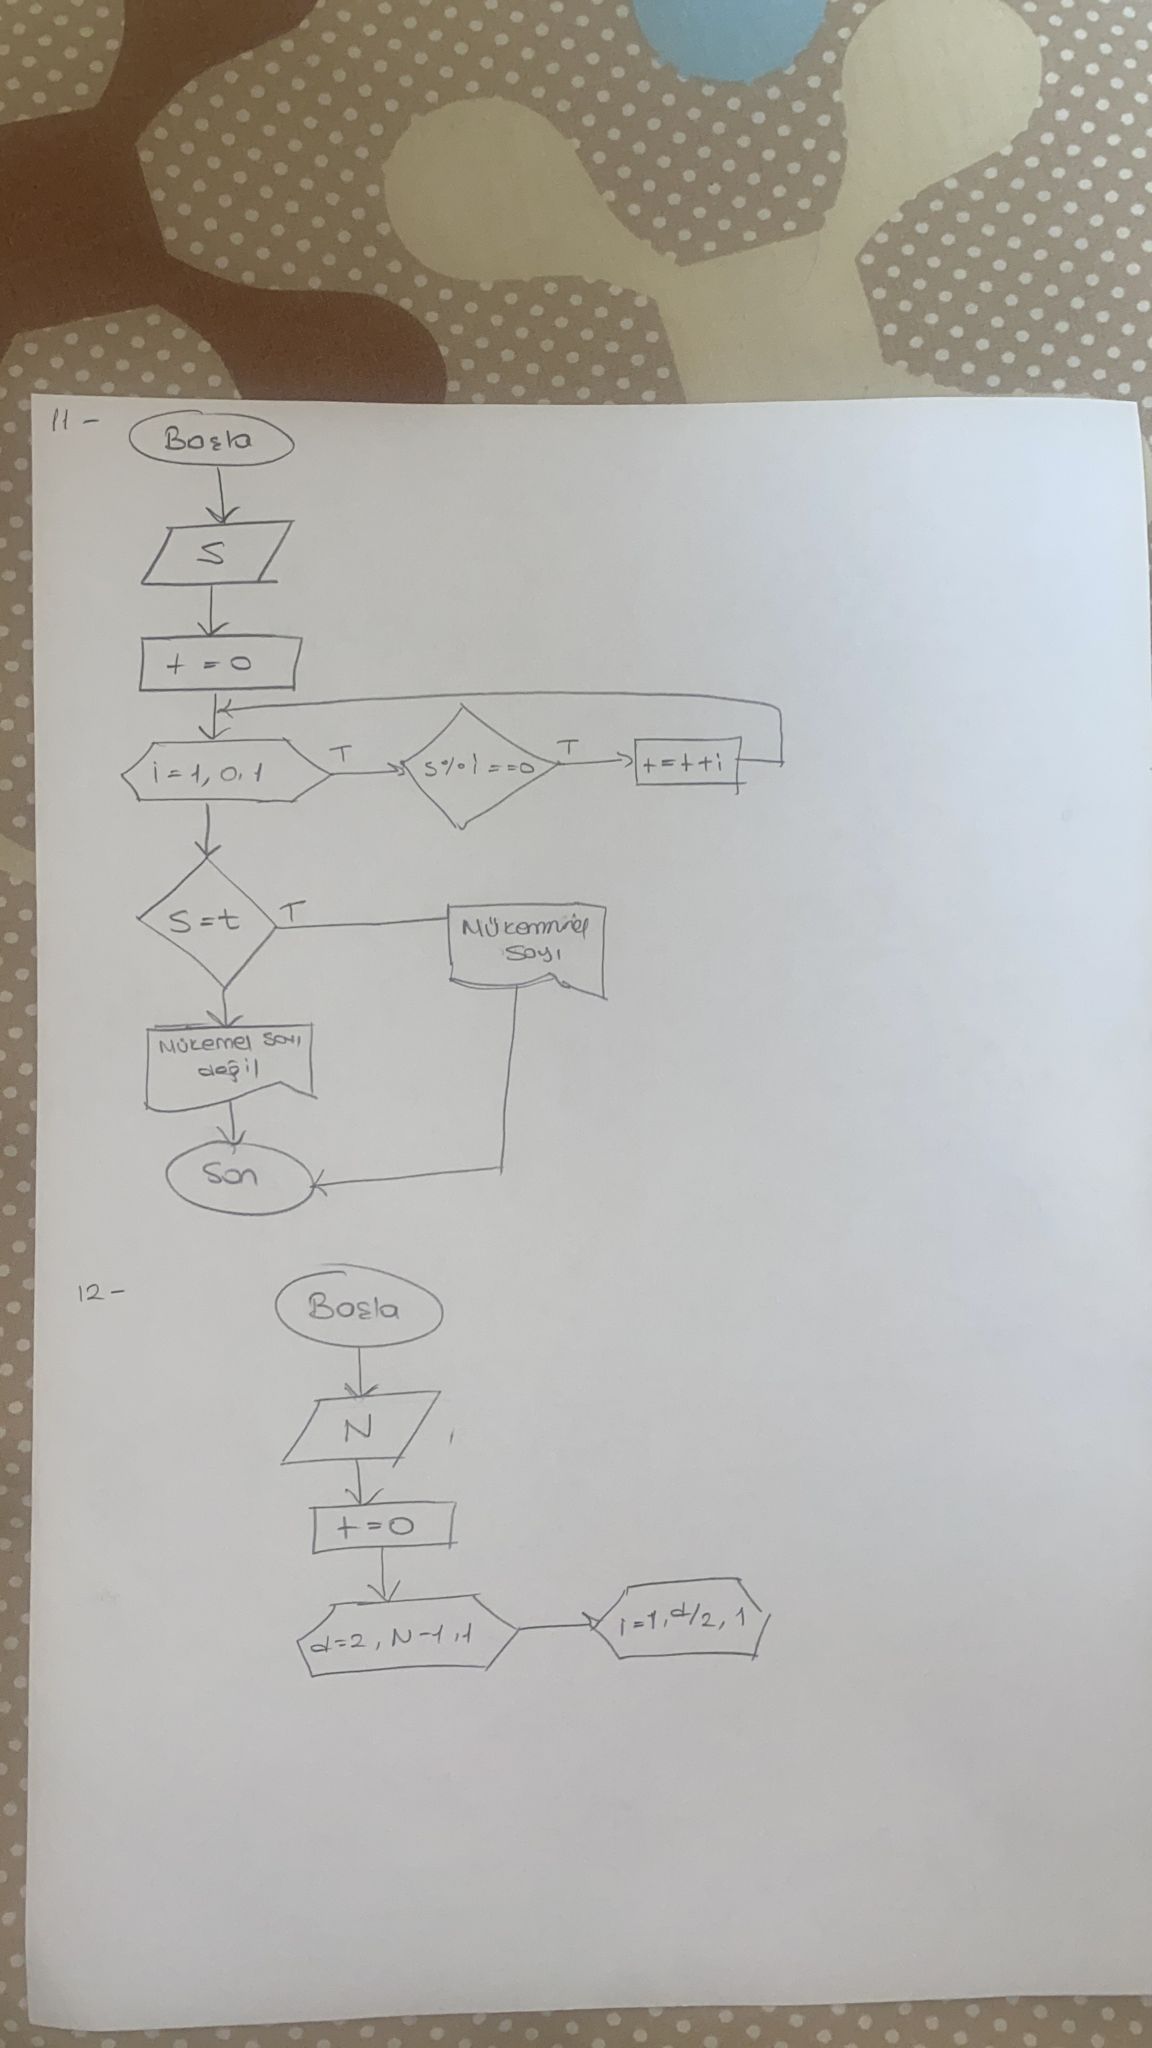 11-
Başla
S
t = 0
i = 1, 0, 1
T
S % i == 0
T
t = t + i
S = t
T
Mükemmel
Sayı
Mükemel Sayı
değil
Son
12-
Başla
N
t = 0
d = 2, N-1, 1
i = 1, d/2, 1